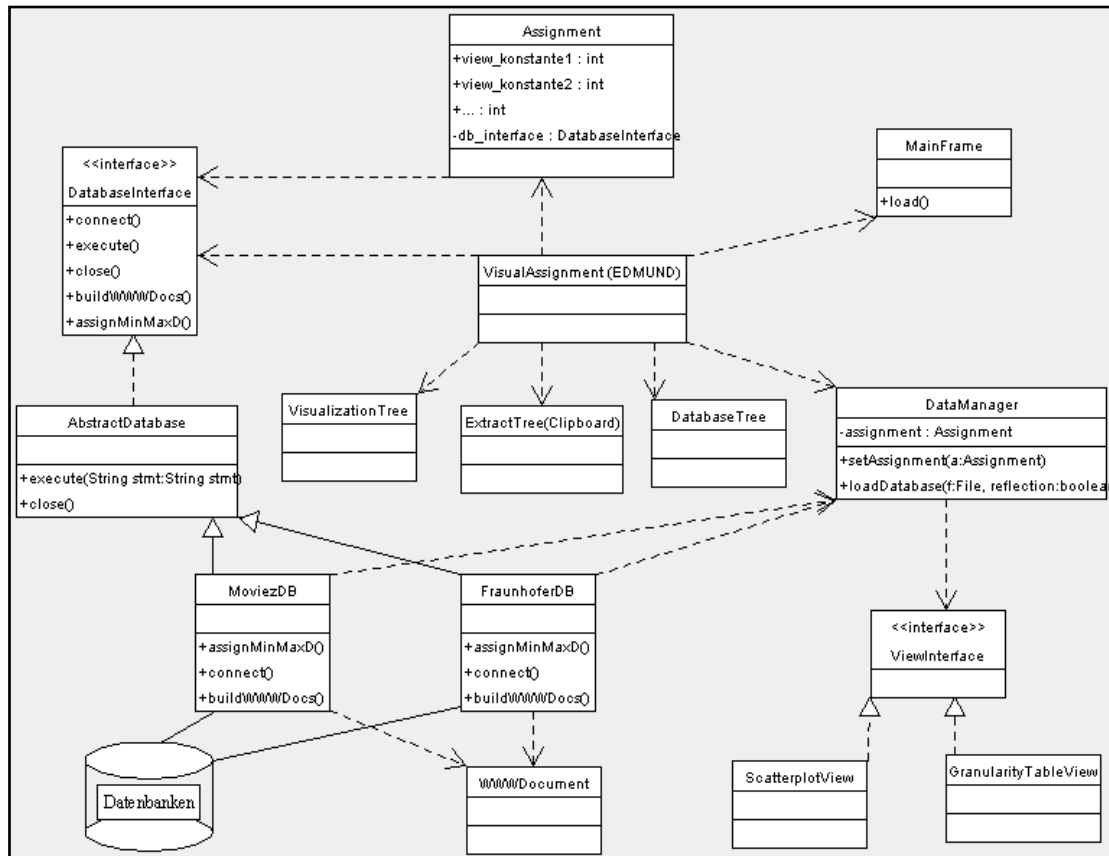 Assignment
+view_konstante1 : int
+view_konstante2 : int
+... : int
-db_interface : DatabaseInterface
<<interface>>
DatabaseInterface
+connect()
+execute()
+close()
+buildWWWDocs()
+assignMinMaxD()
MainFrame
+load()
VisualAssignment (EDMUND)
VisualizationTree
ExtractTree(Clipboard)
DatabaseTree
DataManager
-assignment : Assignment
+setAssignment(a:Assignment)
+loadDatabase(f:File, reflection:boolea
AbstractDatabase
+execute(String stmt:String stmt)
+close()
MoviezDB
+assignMinMaxD()
+connect()
+buildWWWDocs()
FraunhoferDB
+assignMinMaxD()
+connect()
+buildWWWDocs()
<<interface>>
ViewInterface
Datenbanken
WWWDocument
ScatterplotView
GranularityTableView